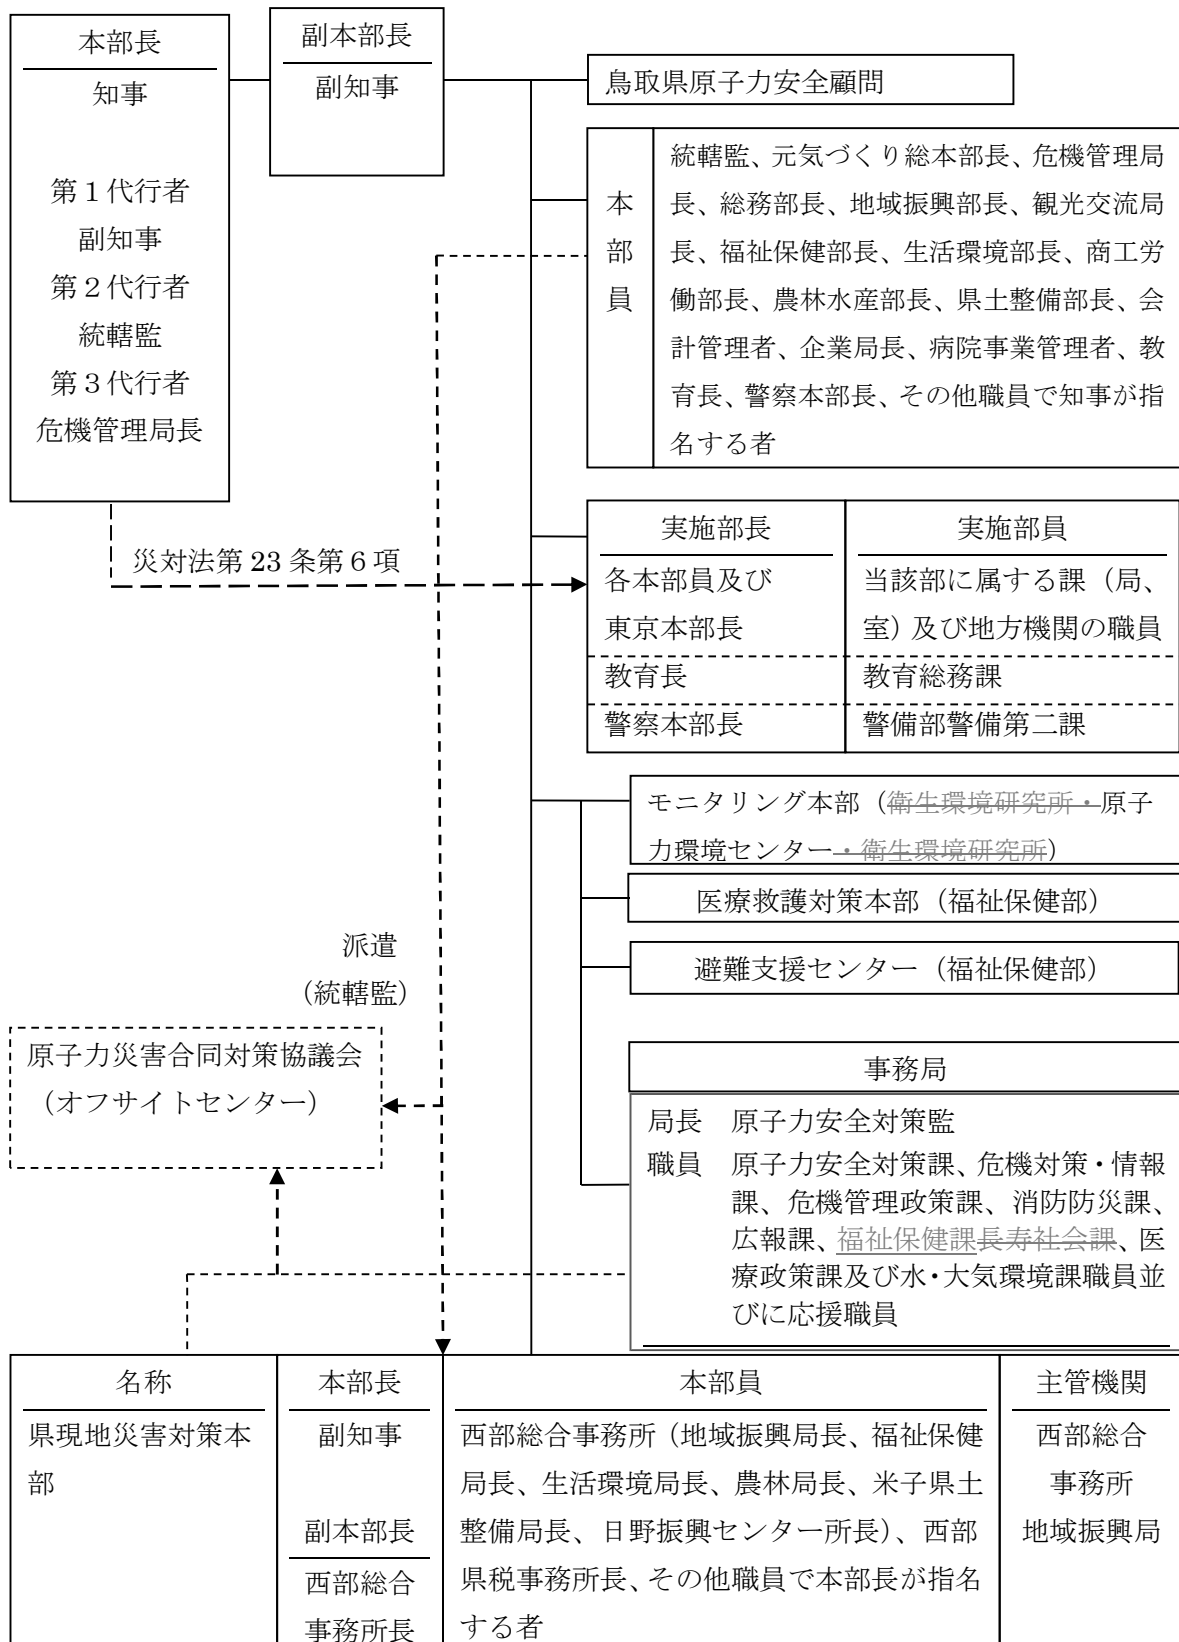 本部長
知事
第１代行者
副知事
第２代行者
統轄監
第３代行者
危機管理局長
副本部長
副知事
鳥取県原子力安全顧問
本部員
統轄監、元気づくり総本部長、危機管理局
長、総務部長、地域振興部長、観光交流局
長、福祉保健部長、生活環境部長、商工労
働部長、農林水産部長、県土整備部長、会
計管理者、企業局長、病院事業管理者、教
育長、警察本部長、その他職員で知事が指
名する者
災対法第 23 条第６項
実施部長
実施部員
各本部員及び
東京本部長
当該部に属する課（局、
室）及び地方機関の職員
教育長
教育総務課
警察本部長
警備部警備第二課
モニタリング本部（衛生環境研究所・原子
力環境センター・衛生環境研究所）
医療救護対策本部（福祉保健部）
避難支援センター（福祉保健部）
派遣
（統轄監）
原子力災害合同対策協議会
（オフサイトセンター）
事務局
局長　原子力安全対策監
職員　原子力安全対策課、危機対策・情報
課、危機管理政策課、消防防災課、
広報課、福祉保健課長寿社会課、医
療政策課及び水・大気環境課職員並
びに応援職員
名称
県現地災害対策本
部
本部長
副知事
副本部長
西部総合
事務所長
本部員
西部総合事務所（地域振興局長、福祉保健
局長、生活環境局長、農林局長、米子県土
整備局長、日野振興センター所長）、西部
県税事務所長、その他職員で本部長が指名
する者
主管機関
西部総合
事務所
地域振興局